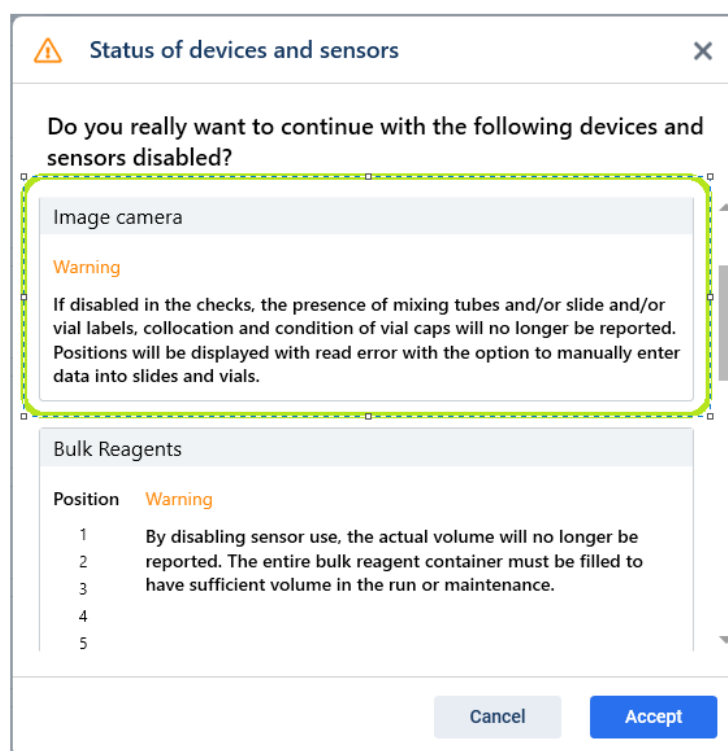 Status of devices and sensors
Do you really want to continue with the following devices and
sensors disabled?
Image camera
Warning
If disabled in the checks, the presence of mixing tubes and/or slide and/or
vial labels, collocation and condition of vial caps will no longer be reported.
Positions will be displayed with read error with the option to manually enter
data into slides and vials.
Bulk Reagents
Position Warning
1
By disabling sensor use, the actual volume will no longer be
2
reported. The entire bulk reagent container must be filled to
3
have sufficient volume in the run or maintenance.
4
5
Cancel
Accept